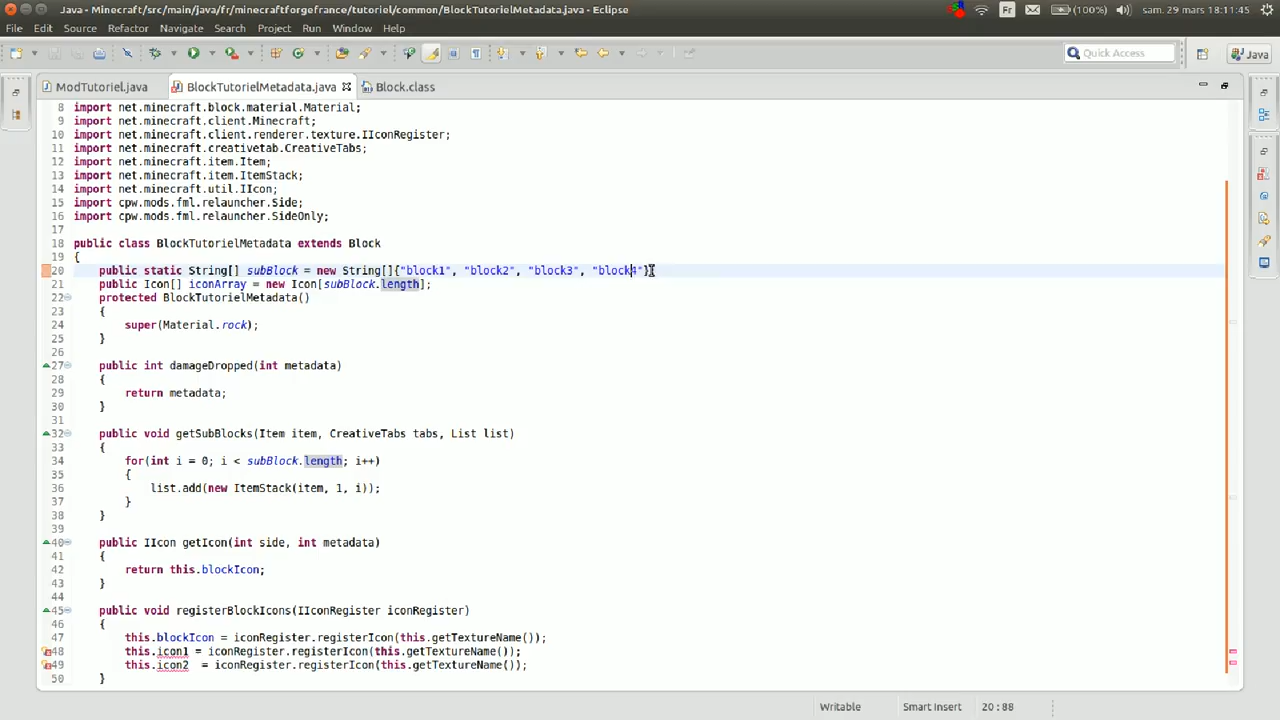 Java - Minecraft/src/main/java/fr/minecraftforgefrance/tutoriel/common/BlockTutorielMetadata.java - Eclipse
Fr (100%) sam. 29 mars 18:11:45
File Edit Source Refactor Navigate Search Project Run Window Help
Quick Access Java
ModTutoriel.java BlockTutorielMetadata.java Block.class
8 import net.minecraft.block.material.Material;
9 import net.minecraft.client.Minecraft;
10 import net.minecraft.client.renderer.texture.IIconRegister;
11 import net.minecraft.creativetab.CreativeTabs;
12 import net.minecraft.item.Item;
13 import net.minecraft.item.ItemStack;
14 import net.minecraft.util.IIcon;
15 import cpw.mods.fml.relauncher.Side;
16 import cpw.mods.fml.relauncher.SideOnly;
17
18 public class BlockTutorielMetadata extends Block
19 {
20 public static String[] subBlock = new String[]{"block1", "block2", "block3", "block4"};
21 public Icon[] iconArray = new Icon[subBlock.length];
22 protected BlockTutorielMetadata()
23 {
24 super(Material.rock);
25 }
26
27 public int damageDropped(int metadata)
28 {
29 return metadata;
30 }
31
32 public void getSubBlocks(Item item, CreativeTabs tabs, List list)
33 {
34 for(int i = 0; i < subBlock.length; i++)
35 {
36 list.add(new ItemStack(item, 1, i));
37 }
38 }
39
40 public IIcon getIcon(int side, int metadata)
41 {
42 return this.blockIcon;
43 }
44
45 public void registerBlockIcons(IIconRegister iconRegister)
46 {
47 this.blockIcon = iconRegister.registerIcon(this.getTextureName());
48 this.icon1 = iconRegister.registerIcon(this.getTextureName());
49 this.icon2  = iconRegister.registerIcon(this.getTextureName());
50 }
Writable Smart Insert 20 : 88